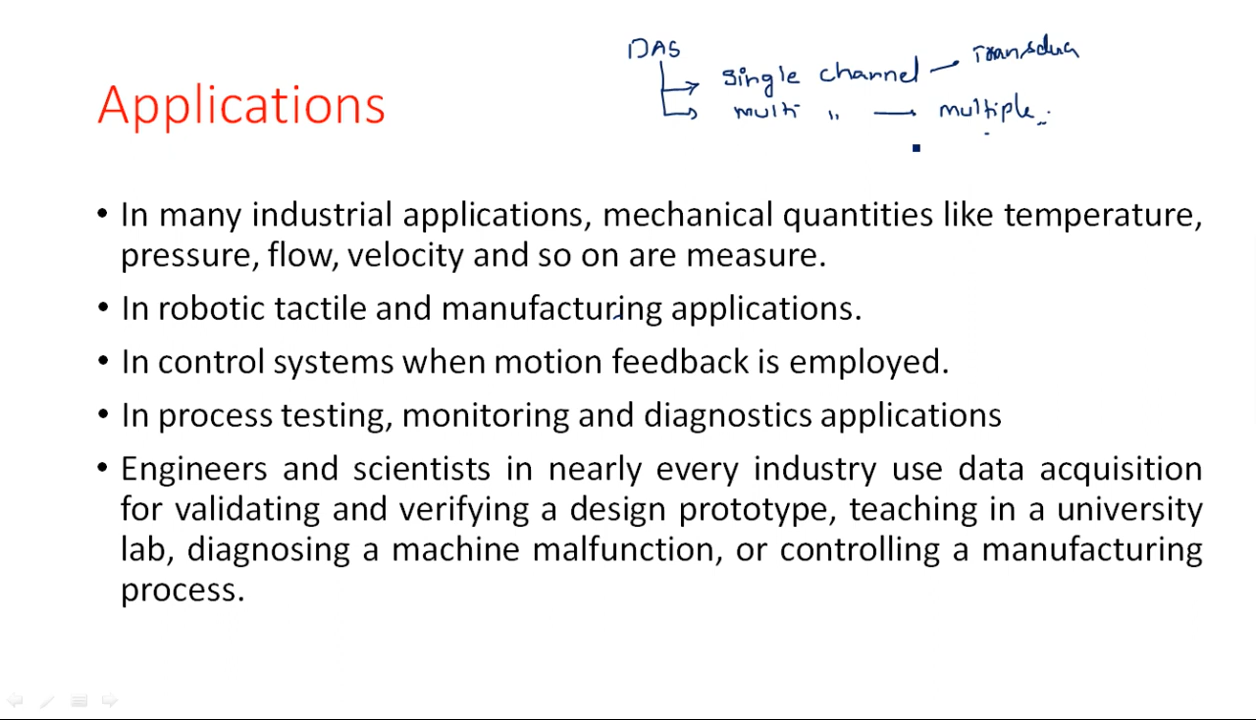 DAS
single channel — Transduc
Applications
multi " — multiple
• In many industrial applications, mechanical quantities like temperature,
pressure, flow, velocity and so on are measure.
• In robotic tactile and manufacturing applications.
• In control systems when motion feedback is employed.
• In process testing, monitoring and diagnostics applications
• Engineers and scientists in nearly every industry use data acquisition
for validating and verifying a design prototype, teaching in a university
lab, diagnosing a machine malfunction, or controlling a manufacturing
process.